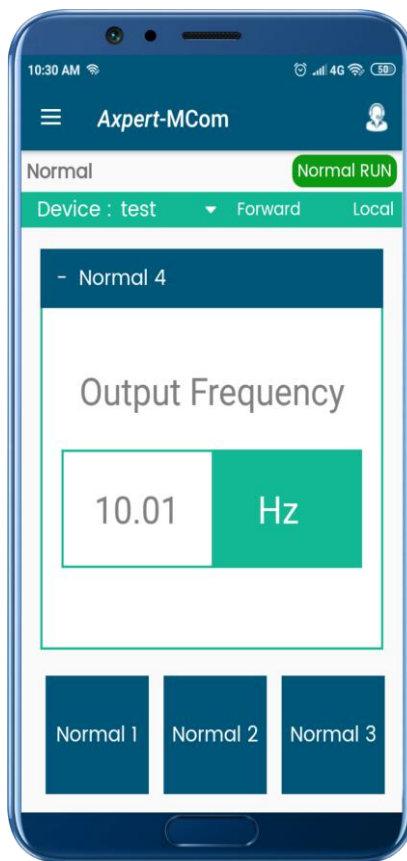 10:30 AM 4G 50
Axpert-MCom
Normal Normal RUN
Device : test Forward Local
- Normal 4
Output Frequency
10.01 Hz
Normal 1 Normal 2 Normal 3